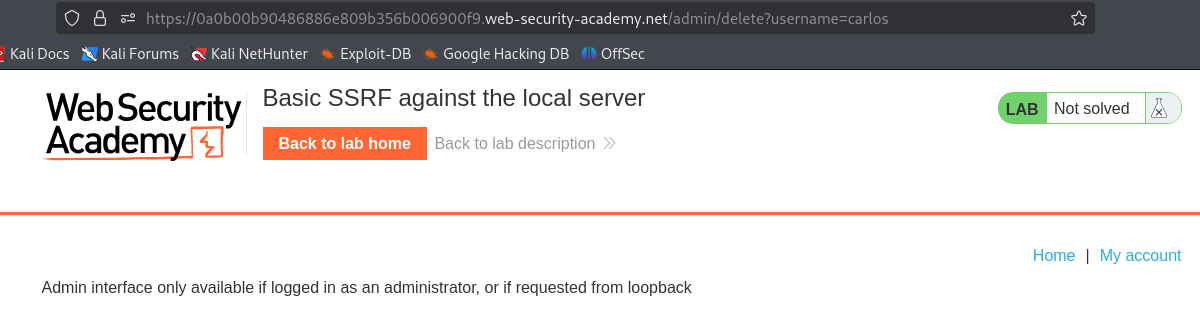 https://0a0b00b90486886e809b356b006900f9.web-security-academy.net/admin/delete?username=carlos
Kali Docs Kali Forums Kali NetHunter Exploit-DB Google Hacking DB OffSec
Web Security
Academy
Basic SSRF against the local server
Back to lab home Back to lab description
LAB Not solved
Home | My account
Admin interface only available if logged in as an administrator, or if requested from loopback